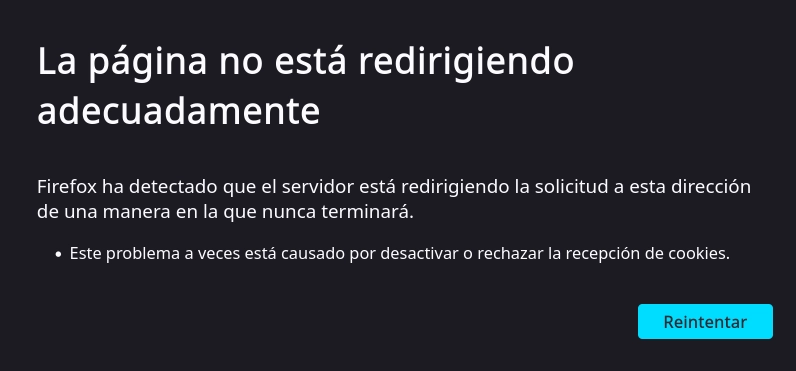 La página no está redirigiendo
adecuadamente
Firefox ha detectado que el servidor está redirigiendo la solicitud a esta dirección
de una manera en la que nunca terminará.
• Este problema a veces está causado por desactivar o rechazar la recepción de cookies.
Reintentar